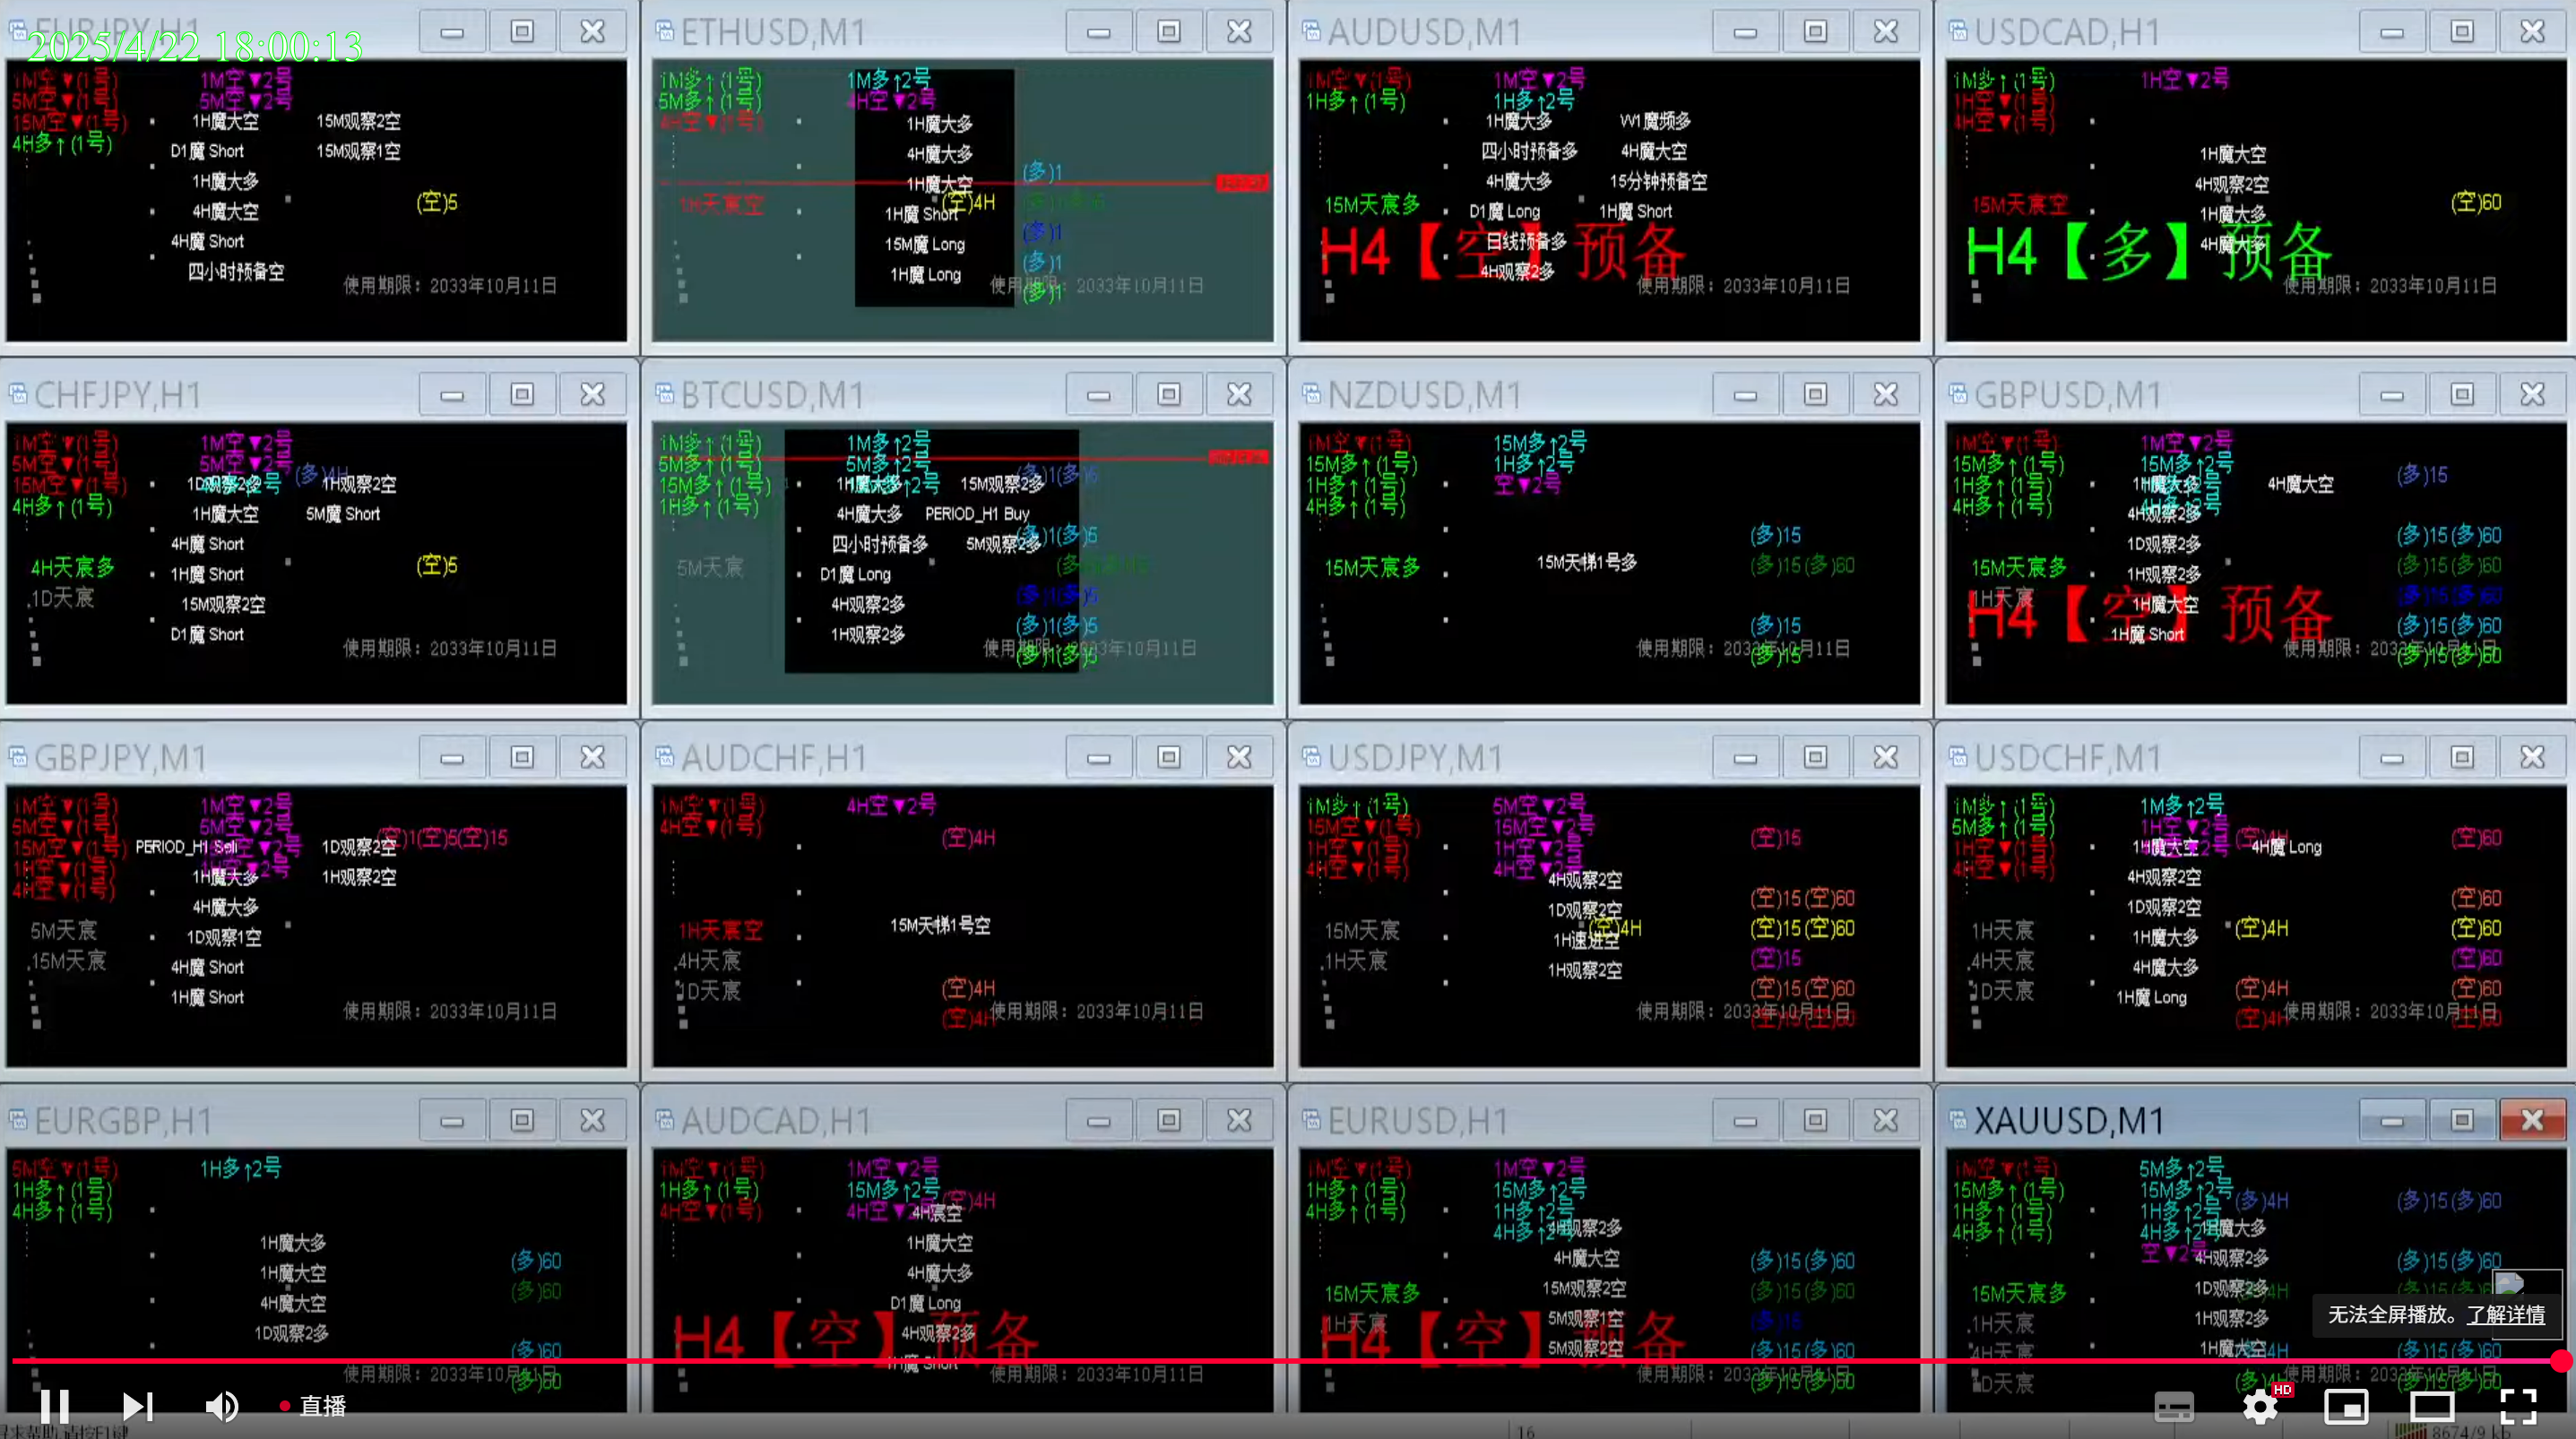 EURJPY,H1
2025/4/22 18:00:13
1M空▼(1号)
1M空▼2号
5M空▼(1号)
5M空▼2号
15M空▼(1号)
1H魔大空
15M观察2空
4H多↑(1号)
D1魔 Short
15M观察1空
1H魔大多
4H魔大空
(空)5
4H魔 Short
四小时预备空
使用期限：2033年10月11日
ETHUSD,M1
1M多↑(1号)
1M多↑2号
5M多↑(1号)
4H空▼2号
4H空▼(1号)
1H魔大多
4H魔大多
(多)1
1H魔大空
1H天宸空
(空)4H
1H魔 Short
(多)1
15M魔 Long
(多)1
1H魔 Long
使用期限：2033年10月11日
(多)1
AUDUSD,M1
1M空▼(1号)
1M空▼2号
1H多↑(1号)
1H多↑2号
1H魔大多
W1魔频多
四小时预备多
4H魔大空
4H魔大多
15分钟预备空
15M天宸多
D1魔 Long
1H魔 Short
H4【空】预备
日线预备多
4H观察2多
使用期限：2033年10月11日
USDCAD,H1
1M多↑(1号)
1H空▼2号
1H空▼(1号)
4H空▼(1号)
1H魔大空
4H观察2空
15M天宸空
1H魔大多
(空)60
4H魔大多
H4【多】预备
使用期限：2033年10月11日
CHFJPY,H1
1M空▼(1号)
1M空▼2号
5M空▼(1号)
5M空▼2号
(多)4H
15M空▼(1号)
1D观察2多
1H观察2空
4H多↑(1号)
1H魔大空
5M魔 Short
4H魔 Short
4H天宸多
1H魔 Short
(空)5
1D天宸
15M观察2空
D1魔 Short
使用期限：2033年10月11日
BTCUSD,M1
1M多↑(1号)
1M多↑2号
5M多↑(1号)
5M多↑2号
15M多↑(1号)
1H魔大多
15M观察2多
(多)1(多)5
1H多↑(1号)
4H魔大多
PERIOD_H1 Buy
四小时预备多
5M观察2多
(多)1(多)5
5M天宸
D1魔 Long
4H观察2多
(多)1(多)5
1H观察2多
(多)1(多)5
使用期限：2033年10月11日
(多)1(多)5
NZDUSD,M1
1M空▼(1号)
15M多↑2号
15M多↑(1号)
1H多↑2号
1H多↑(1号)
空▼2号
4H多↑(1号)
(多)15
15M天宸多
15M天梯1号多
(多)15(多)60
(多)15
使用期限：2033年10月11日
(多)15
GBPUSD,M1
1M空▼(1号)
1M空▼2号
15M多↑(1号)
15M多↑2号
(多)15
1H多↑(1号)
1H魔大多
4H魔大空
4H多↑(1号)
4H观察2多
1D观察2多
(多)15(多)60
15M天宸多
1H观察2多
(多)15(多)60
1H天宸
1H魔大空
(多)15(多)60
H4【空】预备
1H魔 Short
(多)15(多)60
使用期限：2033年10月11日
(多)15(多)60
GBPJPY,M1
1M空▼(1号)
1M空▼2号
5M空▼(1号)
5M空▼2号
(空)1(空)5(空)15
15M空▼(1号)
PERIOD_H1 Sell
1D观察2空
1H空▼(1号)
1H魔大多
1H观察2空
4H空▼(1号)
4H魔大多
5M天宸
1D观察1空
15M天宸
4H魔 Short
1H魔 Short
使用期限：2033年10月11日
AUDCHF,H1
1M空▼(1号)
4H空▼2号
4H空▼(1号)
(空)4H
1H天宸空
15M天梯1号空
4H天宸
1D天宸
(空)4H
使用期限：2033年10月11日
(空)4H
USDJPY,M1
1M多↑(1号)
5M空▼2号
15M空▼(1号)
15M空▼2号
(空)15
1H空▼(1号)
1H空▼2号
4H空▼(1号)
4H空▼2号
4H观察2空
1D观察2空
(空)15(空)60
15M天宸
(空)4H
(空)15(空)60
1H天宸
1H速进空
(空)15
1H观察2空
(空)15(空)60
使用期限：2033年10月11日
(空)15(空)60
USDCHF,M1
1M多↑(1号)
1M多↑2号
5M多↑(1号)
1H空▼2号
(空)4H
(空)60
1H空▼(1号)
1H魔大空
4H魔 Long
4H空▼(1号)
4H观察2空
1D观察2空
(空)60
1H天宸
1H魔大多
(空)4H
(空)60
4H天宸
4H魔大多
(空)60
1D天宸
1H魔 Long
(空)4H
(空)60
使用期限：2033年10月11日
(空)4H
(空)60
EURGBP,H1
5M空▼(1号)
1H多↑2号
1H多↑(1号)
4H多↑(1号)
1H魔大多
(多)60
1H魔大空
(多)60
4H魔大空
1D观察2多
(多)60
使用期限：2033年10月11日
(多)60
AUDCAD,H1
1M空▼(1号)
1M空▼2号
1H多↑(1号)
15M多↑2号
(空)4H
4H空▼(1号)
4H空▼2号
4H宸空
1H魔大空
4H魔大多
D1魔 Long
H4【空】预备
4H观察2多
1H魔 Short
使用期限：2033年10月11日
EURUSD,H1
1M空▼(1号)
1M空▼2号
1H多↑(1号)
15M多↑2号
4H多↑(1号)
1H多↑2号
4H多↑2号
4H观察2多
4H魔大空
(多)15(多)60
15M天宸多
15M观察2空
(多)15(多)60
1H天宸
5M观察1空
(多)15
H4【空】预备
5M观察2空
(多)15(多)60
使用期限：2033年10月11日
(多)15(多)60
XAUUSD,M1
1M空▼(1号)
5M多↑2号
15M多↑(1号)
15M多↑2号
(多)4H
(多)15(多)60
1H多↑(1号)
1H多↑2号
4H多↑(1号)
4H多↑2号
1H魔大多
空▼2号
4H观察2多
(多)15(多)60
15M天宸多
1D观察2多
1H天宸
1H观察2多
无法全屏播放。了解详情
4H天宸
1H魔大空
(多)15(多)60
1D天宸
使用期限：2033年10月11日
直播
HD
16
8674/9 kb